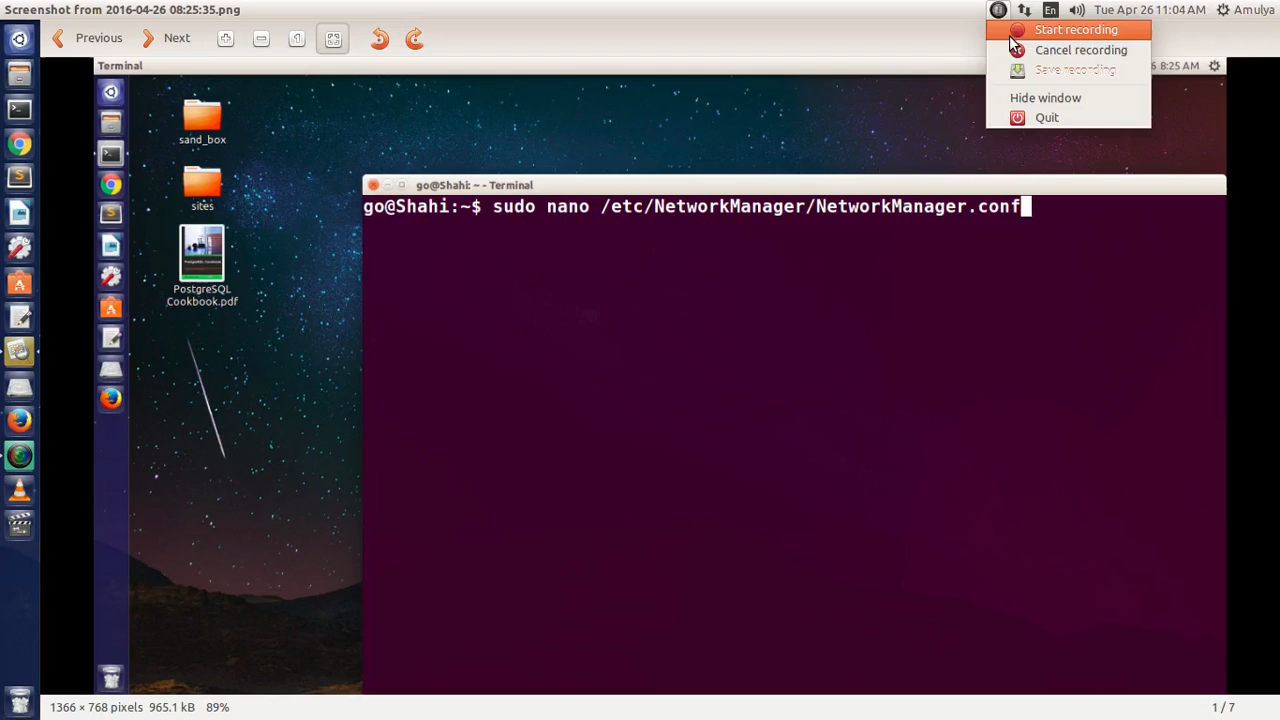 Screenshot from 2016-04-26 08:25:35.png
En
Tue Apr 26 11:04 AM
Amulya
Previous
Next
Start recording
Cancel recording
Save recording
Hide window
Quit
Terminal
6 8:25 AM
sand_box
sites
PostgreSQL
Cookbook.pdf
go@Shahi: ~ - Terminal
go@Shahi:~$ sudo nano /etc/NetworkManager/NetworkManager.conf
1366 × 768 pixels 965.1 kB 89%
1 / 7